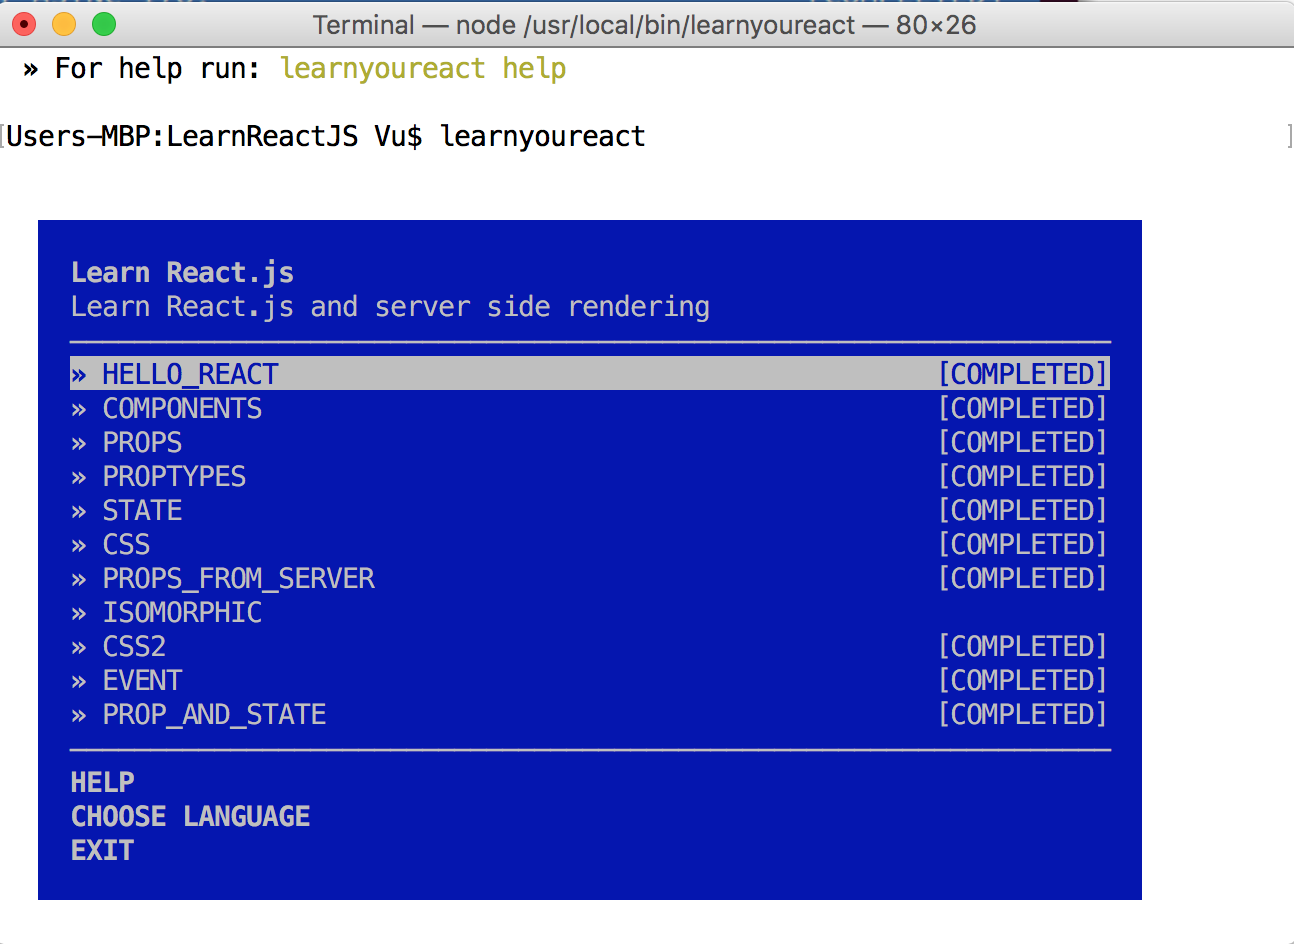 Terminal — node /usr/local/bin/learnyoureact — 80×26
» For help run: learnyoureact help
[Users-MBP:LearnReactJS Vu$ learnyoureact ]
Learn React.js
Learn React.js and server side rendering
» HELLO_REACT [COMPLETED]
» COMPONENTS [COMPLETED]
» PROPS [COMPLETED]
» PROPTYPES [COMPLETED]
» STATE [COMPLETED]
» CSS [COMPLETED]
» PROPS_FROM_SERVER [COMPLETED]
» ISOMORPHIC
» CSS2 [COMPLETED]
» EVENT [COMPLETED]
» PROP_AND_STATE [COMPLETED]
HELP
CHOOSE LANGUAGE
EXIT